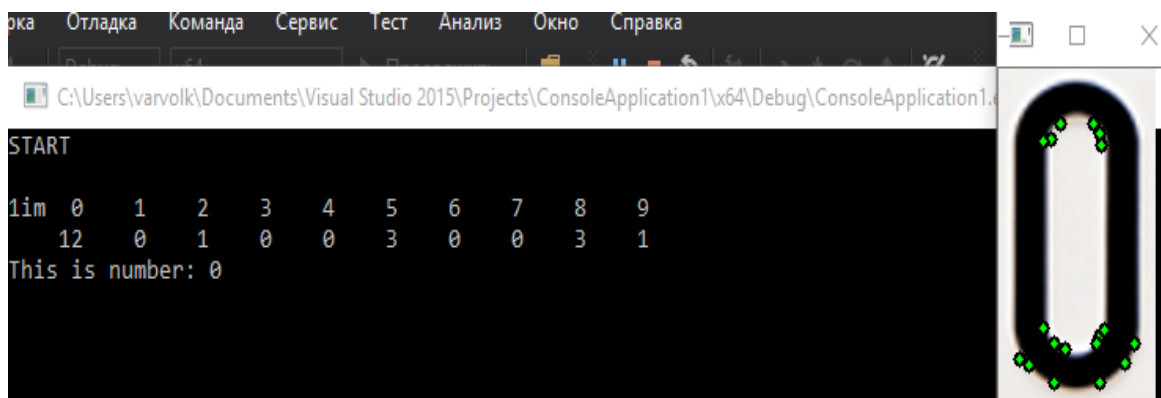 рка Отладка Команда Сервис Тест Анализ Окно Справка
C:\Users\varvolk\Documents\Visual Studio 2015\Projects\ConsoleApplication1\x64\Debug\ConsoleApplication1.e
START
1im 0 1 2 3 4 5 6 7 8 9
12 0 1 0 0 3 0 0 3 1
This is number: 0
0